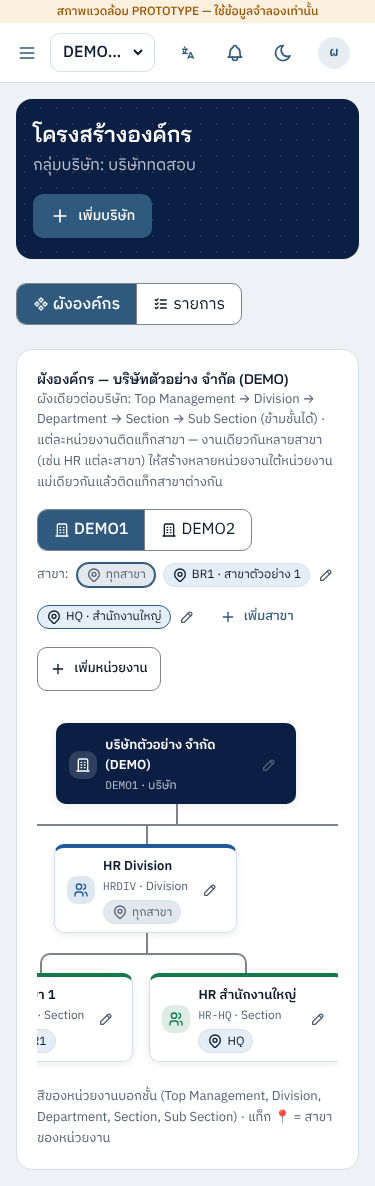 สภาพแวดล้อม PROTOTYPE — ใช้ข้อมูลจำลองเท่านั้น
DEMO...
ผ
โครงสร้างองค์กร
กลุ่มบริษัท: บริษัททดสอบ
เพิ่มบริษัท
ผังองค์กร
รายการ
ผังองค์กร — บริษัทตัวอย่าง จำกัด (DEMO)
ผังเดียวต่อบริษัท: Top Management → Division →
Department → Section → Sub Section (ข้ามชั้นได้) ·
แต่ละหน่วยงานติดแท็กสาขา — งานเดียวกันหลายสาขา
(เช่น HR แต่ละสาขา) ให้สร้างหลายหน่วยงานใต้หน่วยงาน
แม่เดียวกันแล้วติดแท็กสาขาต่างกัน
DEMO1
DEMO2
สาขา:
ทุกสาขา
BR1 · สาขาตัวอย่าง 1
HQ · สำนักงานใหญ่
เพิ่มสาขา
เพิ่มหน่วยงาน
บริษัทตัวอย่าง จำกัด
(DEMO)
DEMO1 · บริษัท
HR Division
HRDIV · Division
ทุกสาขา
1
· Section
R1
HR สำนักงานใหญ่
HR-HQ · Section
HQ
สีของหน่วยงานบอกชั้น (Top Management, Division,
Department, Section, Sub Section) · แท็ก 📍 = สาขา
ของหน่วยงาน